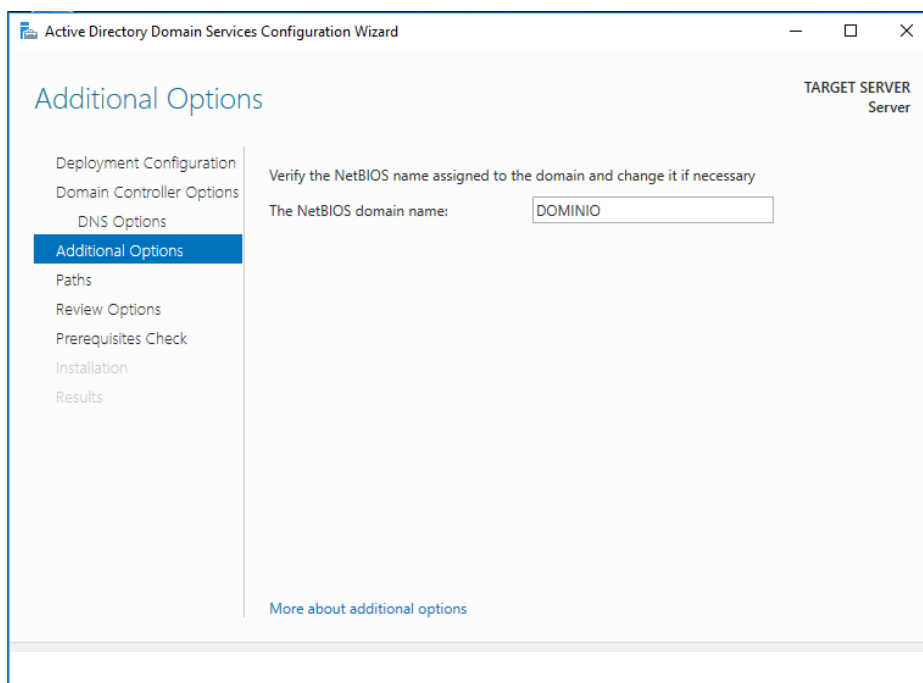 Active Directory Domain Services Configuration Wizard
Additional Options
TARGET SERVER
Server
Deployment Configuration
Domain Controller Options
DNS Options
Additional Options
Paths
Review Options
Prerequisites Check
Installation
Results
Verify the NetBIOS name assigned to the domain and change it if necessary
The NetBIOS domain name: DOMINIO
More about additional options